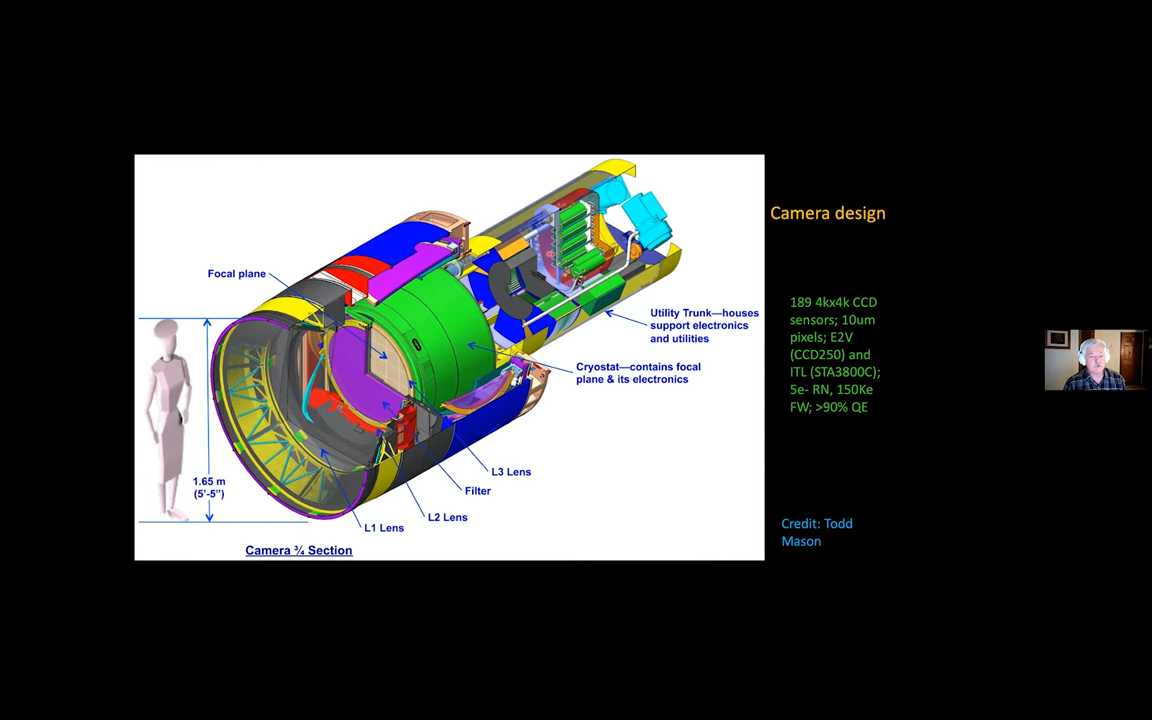 Camera design
Focal plane
189 4kx4k CCD
sensors; 10um
pixels; E2V
(CCD250) and
ITL (STA3800C);
5e- RN, 150Ke
FW; >90% QE
Utility Trunk—houses
support electronics
and utilities
Cryostat—contains focal
plane & its electronics
1.65 m
(5'-5")
L3 Lens
Filter
L2 Lens
L1 Lens
Camera ¾ Section
Credit: Todd
Mason